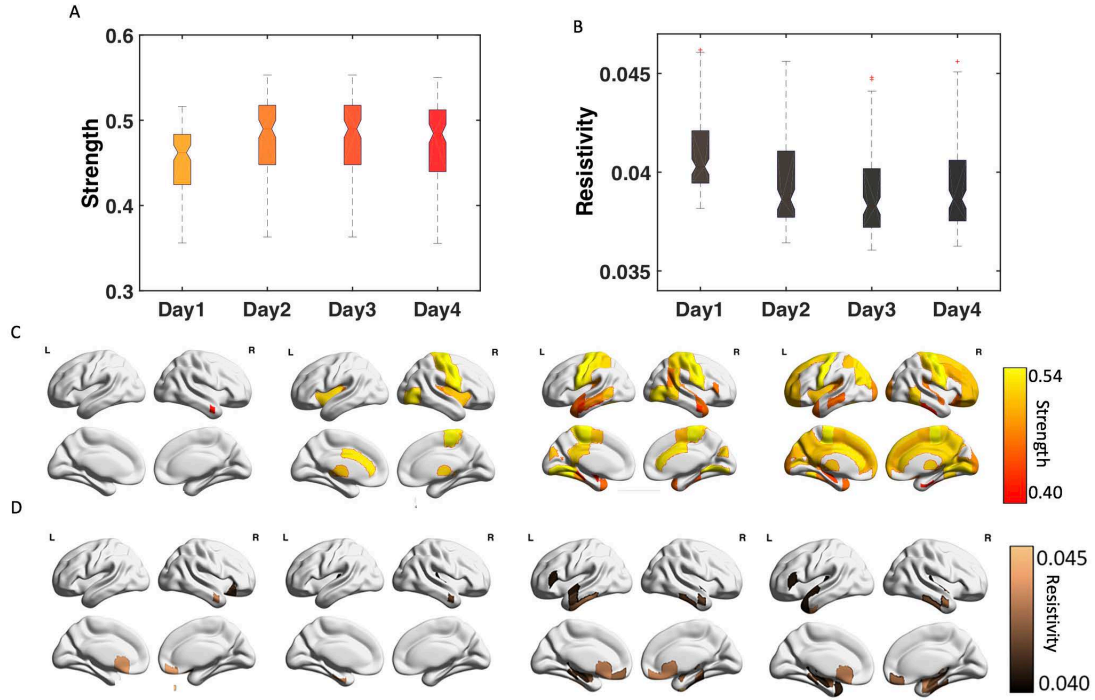 A
B
0.6
0.5
0.4
0.3
Strength
Day1 Day2 Day3 Day4
0.045
0.04
0.035
Resistivity
Day1 Day2 Day3 Day4
C
L R L R L R L R
0.54
Strength
0.40
D
L R L R L R L R
0.045
Resistivity
0.040